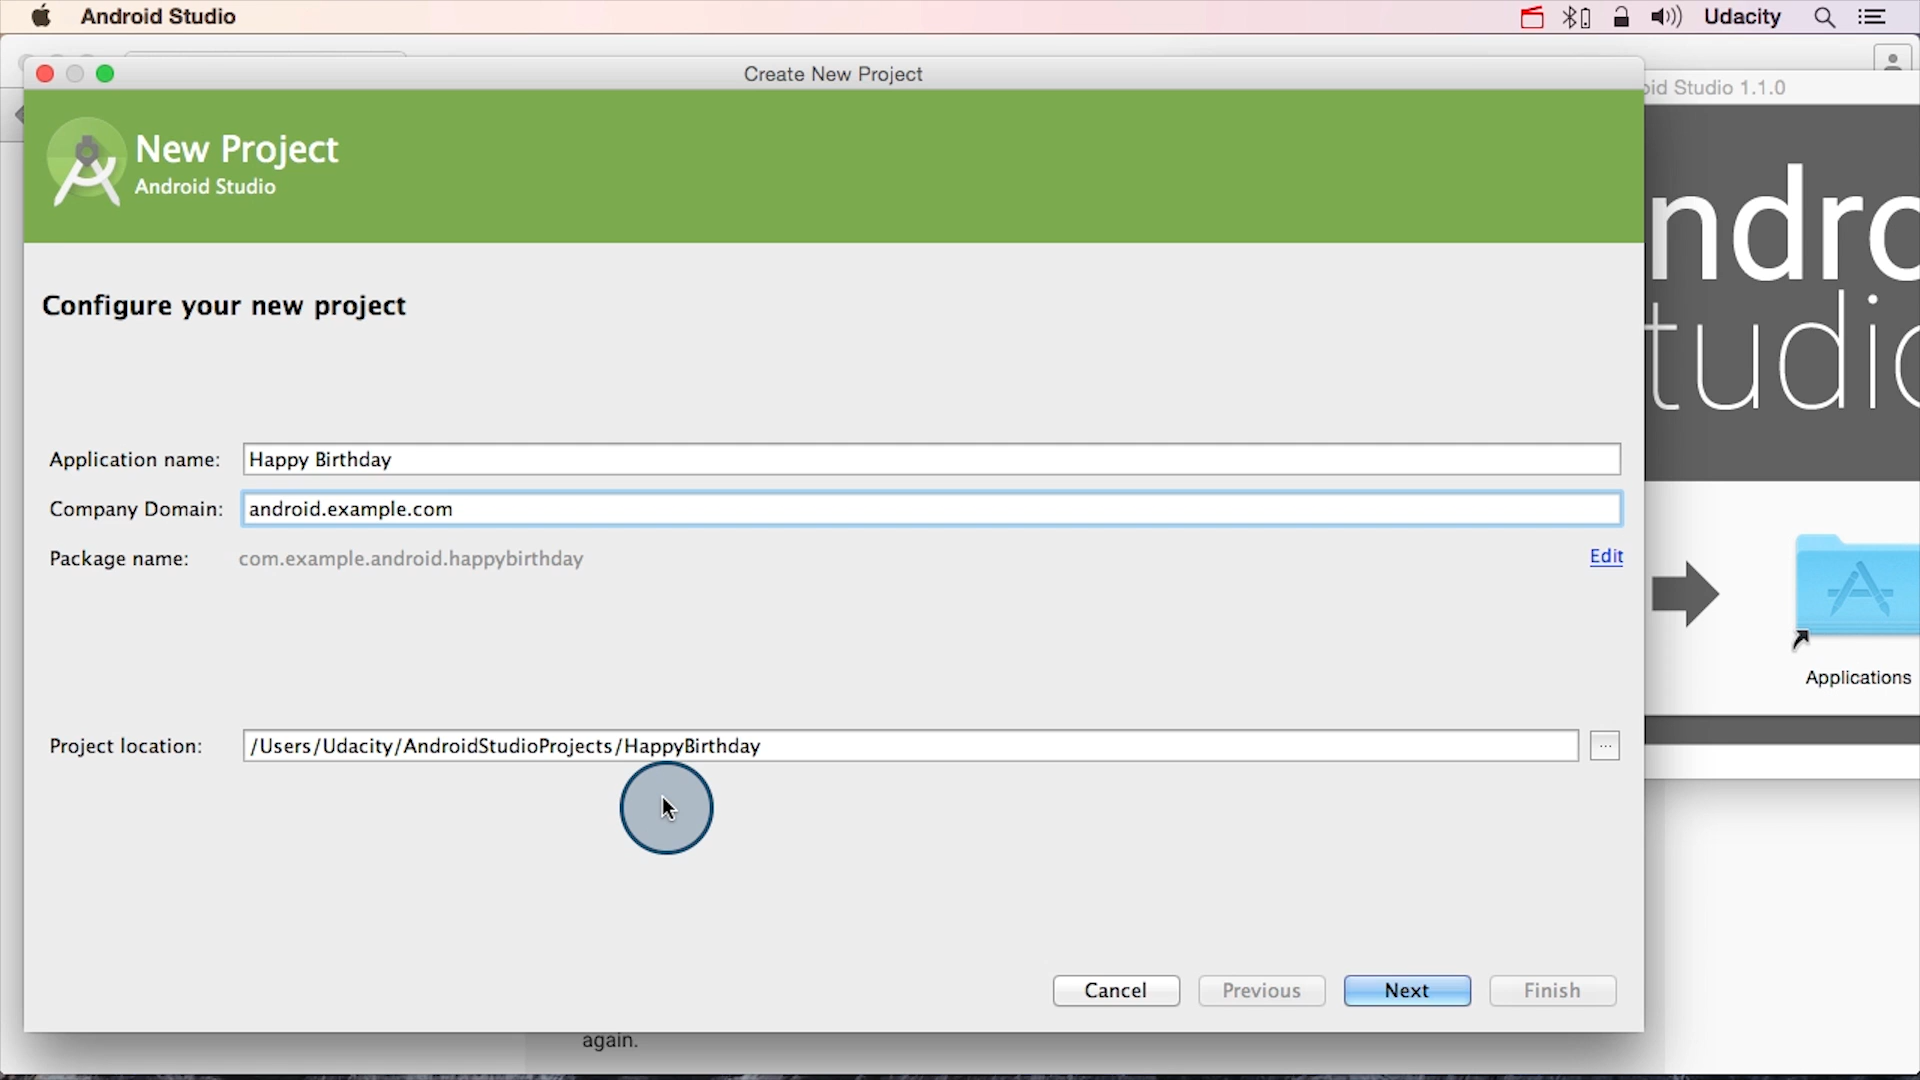 Android Studio
Udacity
Create New Project
oid Studio 1.1.0
New Project
Android Studio
ndro
tudio
Configure your new project
Application name: Happy Birthday
Company Domain: android.example.com
Package name: com.example.android.happybirthday Edit
Applications
Project location: /Users/Udacity/AndroidStudioProjects/HappyBirthday ...
Cancel Previous Next Finish
again.